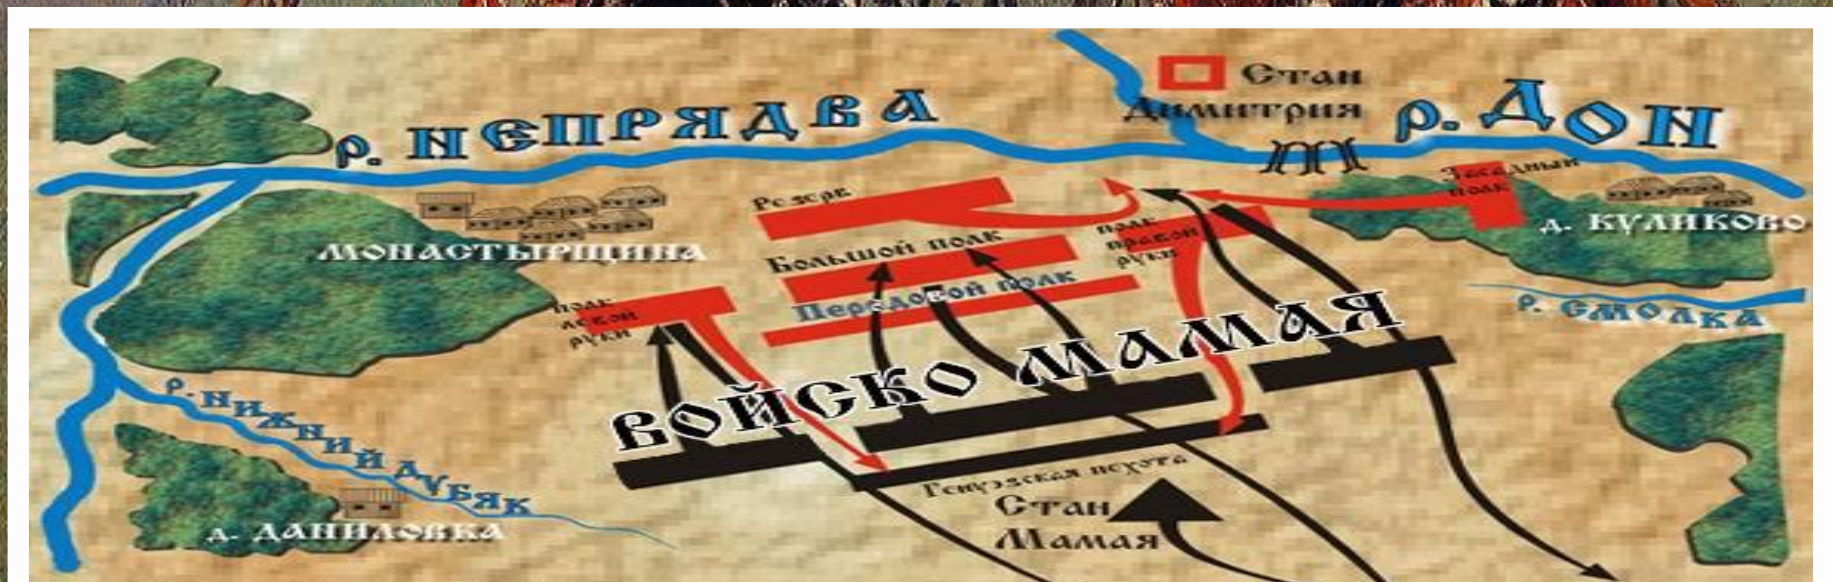 Стан
Димитрия
р. НЕПРЯДВА
р. ДОН
Резерв
Засадный
полк
д. КУЛИКОВО
МОНАСТЫРЩИНА
Большой полк
полк
правой
руки
Передовой полк
полк
левой
руки
р. СМОЛКА
ВОЙСКО МАМАЯ
р. НИЖНИЙ ДУБЯК
Генуэзская пехота
Стан
Мамая
д. ДАНИЛОВКА